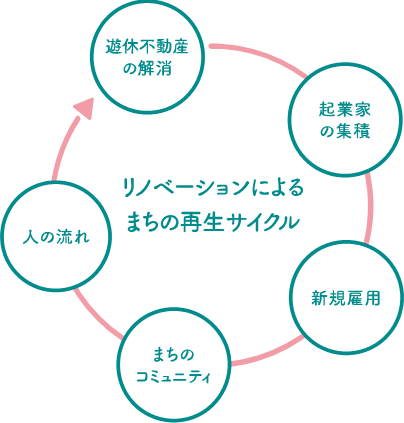 遊休不動産
の解消
起業家
の集積
リノベーションによる
まちの再生サイクル
新規雇用
まちの
コミュニティ
人の流れ